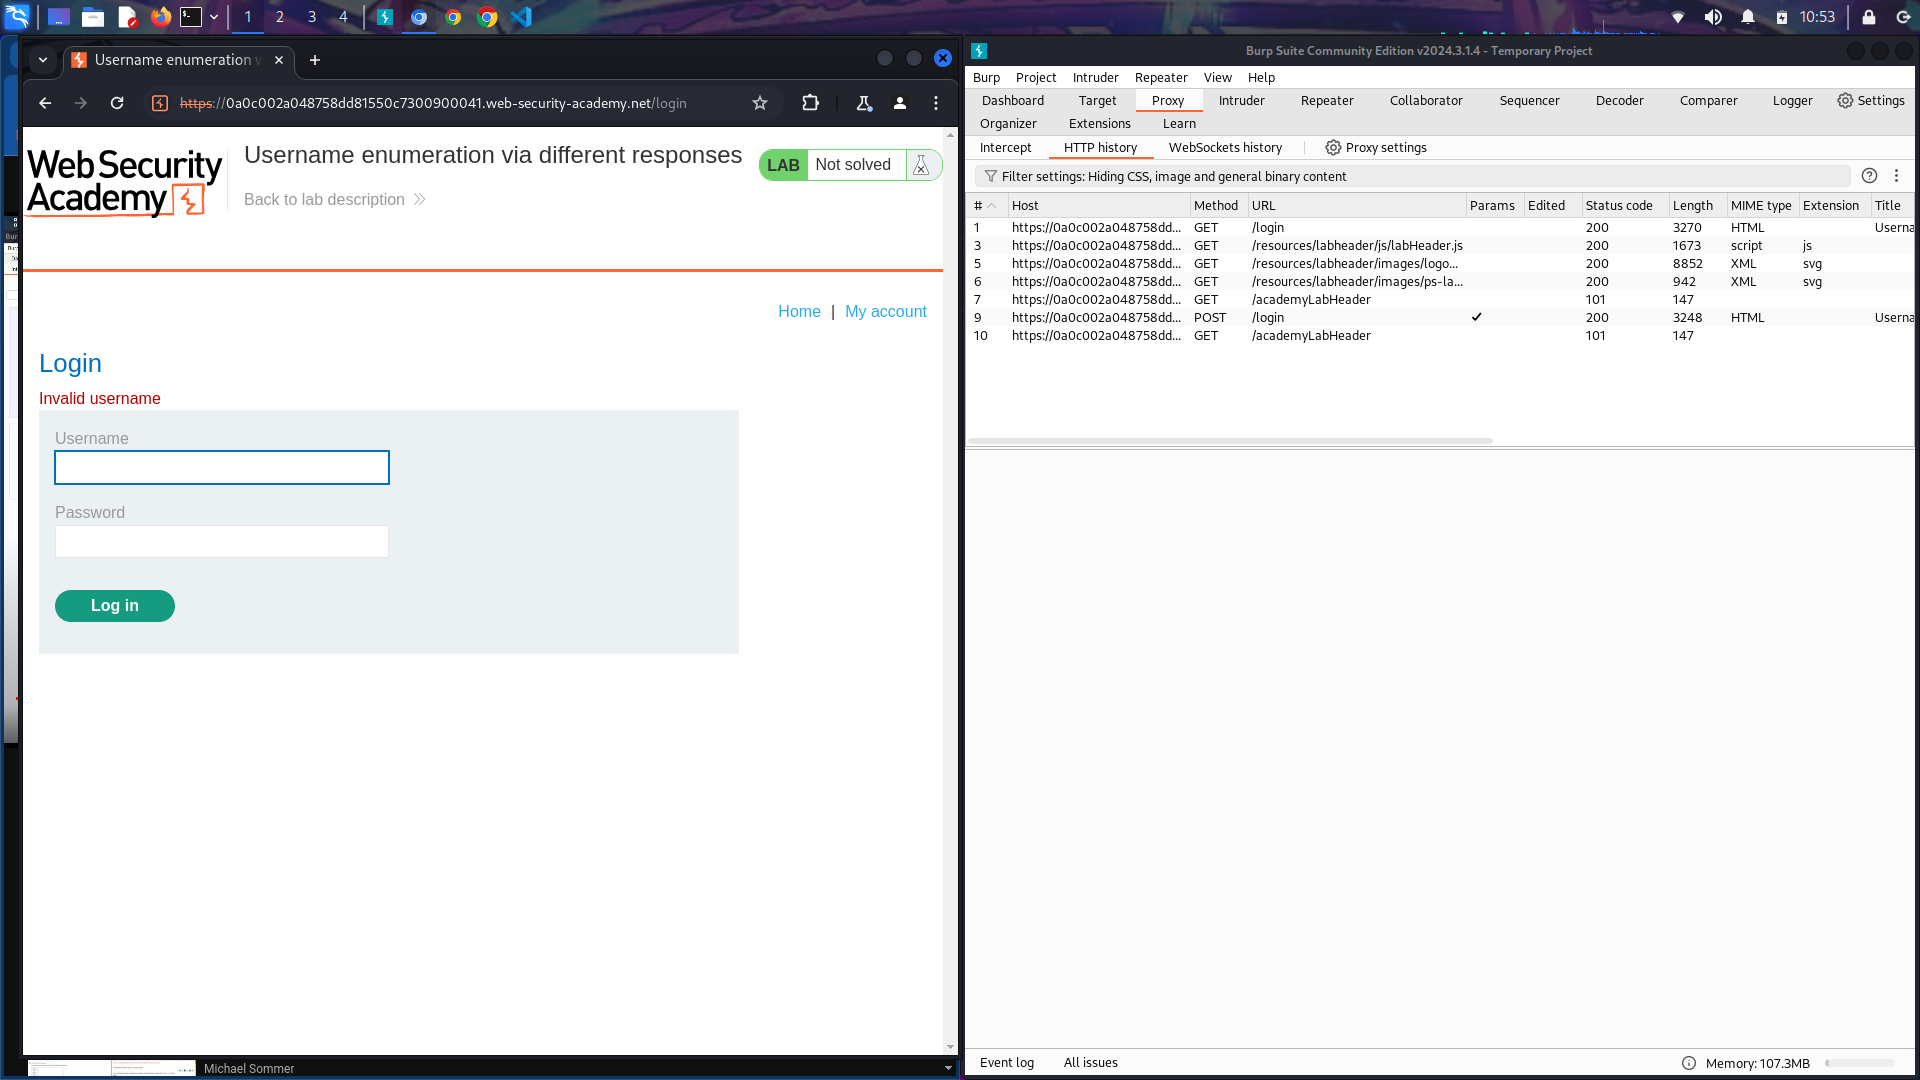 1 2 3 4
10:53
Username enumeration v
https://0a0c002a048758dd81550c7300900041.web-security-academy.net/login
Web Security
Academy
Username enumeration via different responses
LAB Not solved
Back to lab description
Home | My account
Login
Invalid username
Username
Password
Log in
Michael Sommer
Burp Suite Community Edition v2024.3.1.4 - Temporary Project
Burp Project Intruder Repeater View Help
Dashboard Target Proxy Intruder Repeater Collaborator Sequencer Decoder Comparer Logger Settings
Organizer Extensions Learn
Intercept HTTP history WebSockets history Proxy settings
Filter settings: Hiding CSS, image and general binary content
# Host Method URL Params Edited Status code Length MIME type Extension Title
1 https://0a0c002a048758dd... GET /login 200 3270 HTML Userna
3 https://0a0c002a048758dd... GET /resources/labheader/js/labHeader.js 200 1673 script js
5 https://0a0c002a048758dd... GET /resources/labheader/images/logo... 200 8852 XML svg
6 https://0a0c002a048758dd... GET /resources/labheader/images/ps-la... 200 942 XML svg
7 https://0a0c002a048758dd... GET /academyLabHeader 101 147
9 https://0a0c002a048758dd... POST /login ✓ 200 3248 HTML Userna
10 https://0a0c002a048758dd... GET /academyLabHeader 101 147
Event log All issues
Memory: 107.3MB